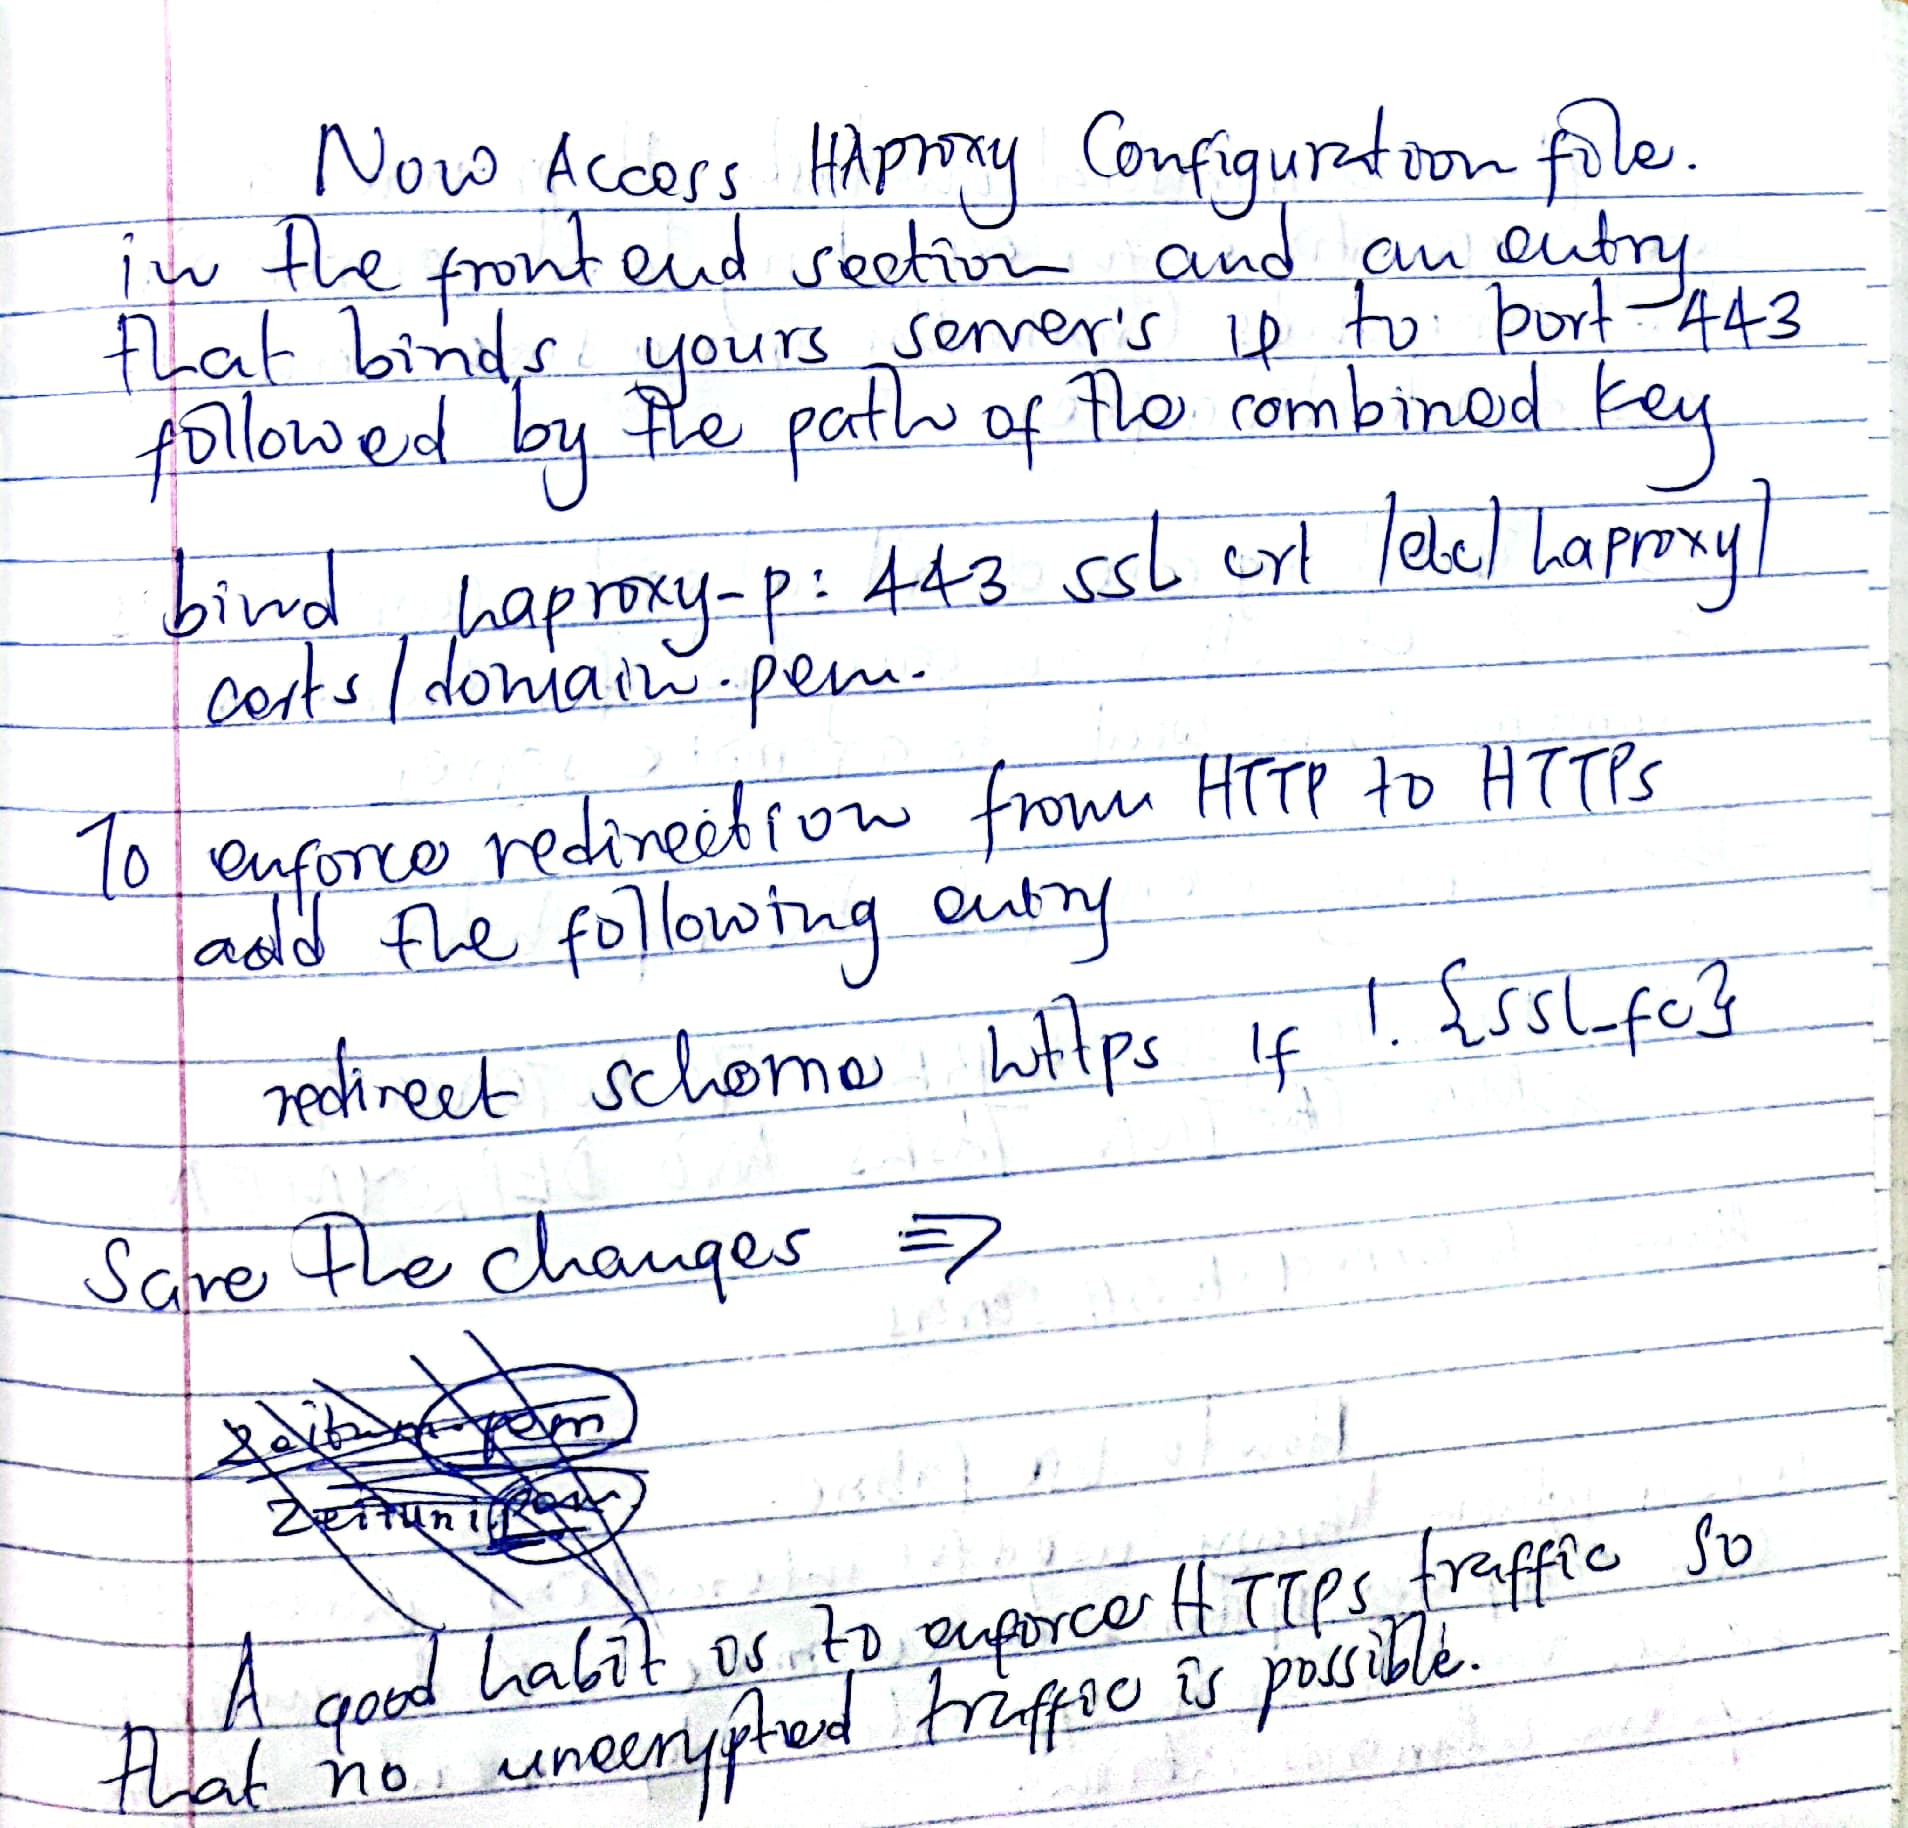 Now Access HAproxy Configuration file.
in the front end section and an entry
that binds yours server's ip to port 443
followed by the path of the combined key
bind haproxy-p: 443 ssl crt /etc/haproxy/
certs/domain.pem.
To enforce redirection from HTTP to HTTPs
add the following entry
redirect scheme https if ! {ssl_fc}
Save the changes =>
Zeituni pem
A good habit is to enforce HTTPs traffic so
that no unecrypted traffic is possible.